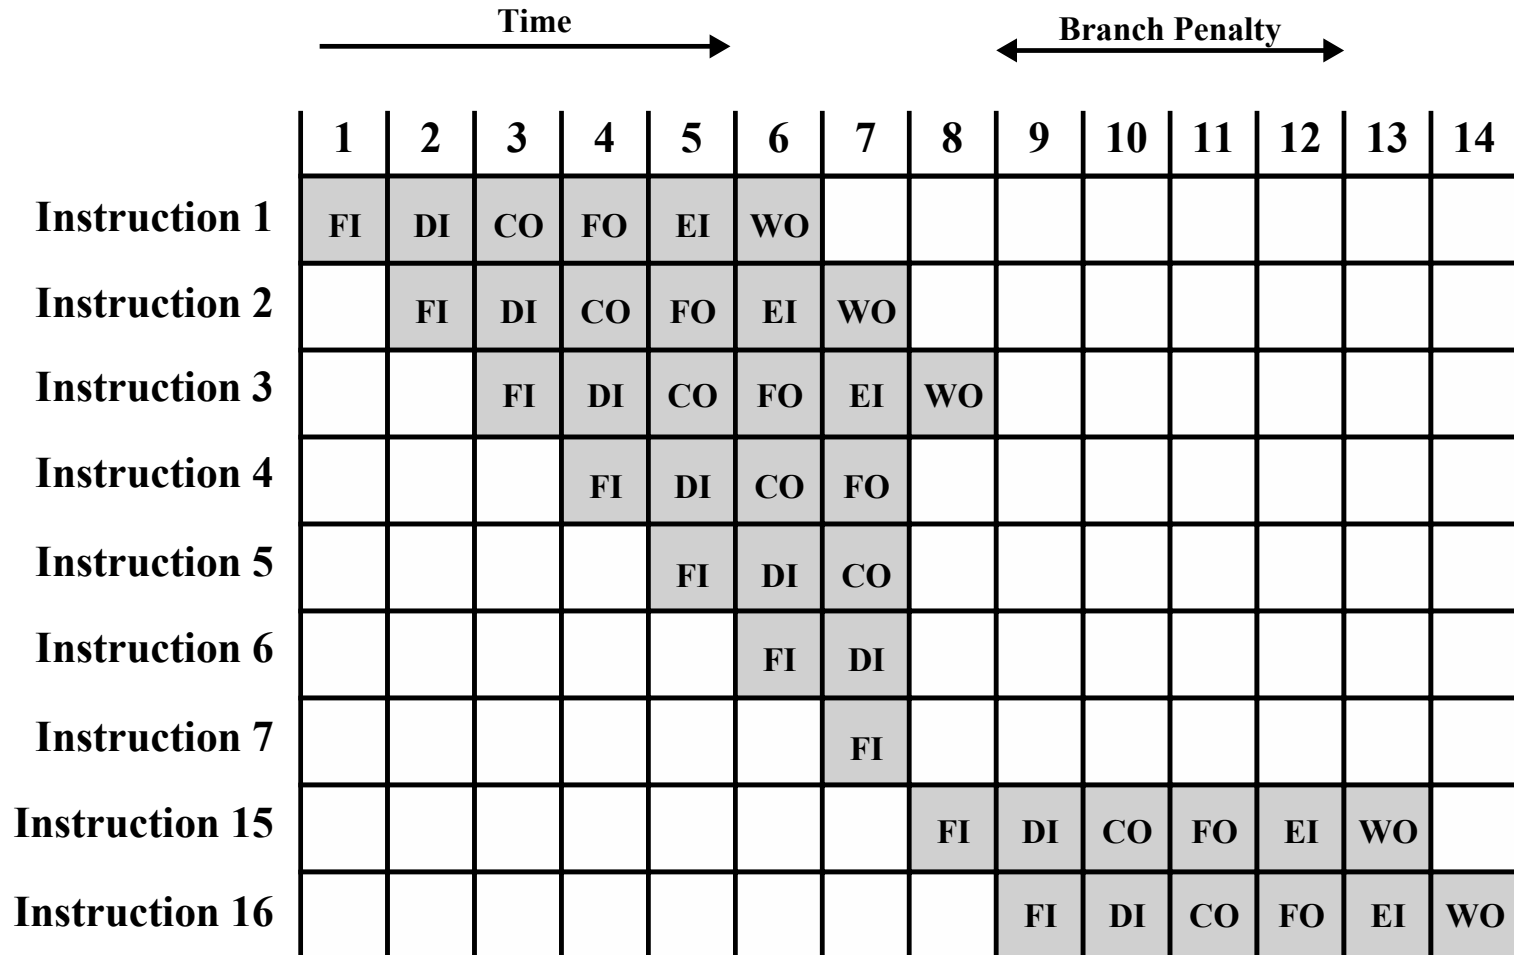 Time Branch Penalty
1 2 3 4 5 6 7 8 9 10 11 12 13 14
Instruction 1 FI DI CO FO EI WO
Instruction 2 FI DI CO FO EI WO
Instruction 3 FI DI CO FO EI WO
Instruction 4 FI DI CO FO
Instruction 5 FI DI CO
Instruction 6 FI DI
Instruction 7 FI
Instruction 15 FI DI CO FO EI WO
Instruction 16 FI DI CO FO EI WO